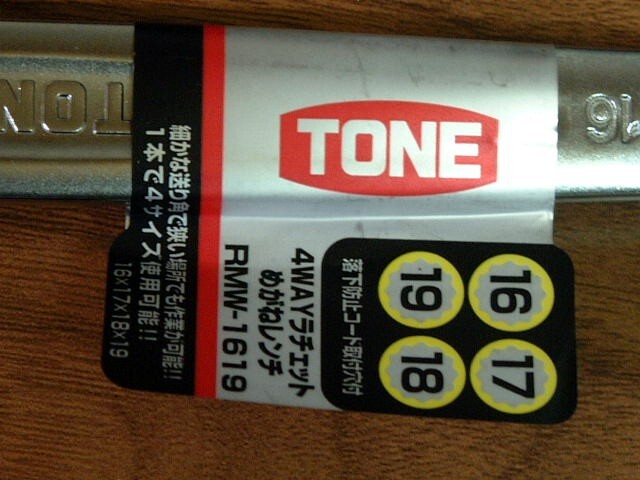 TONE
TONE
16
4WAYラチェット
めがねレンチ
RMW-1619
16
17
19
18
落下防止コード取付穴付
細かな送り角で狭い場所でも作業が可能!!
1本で4サイズ使用可能!!
16×17×18×19